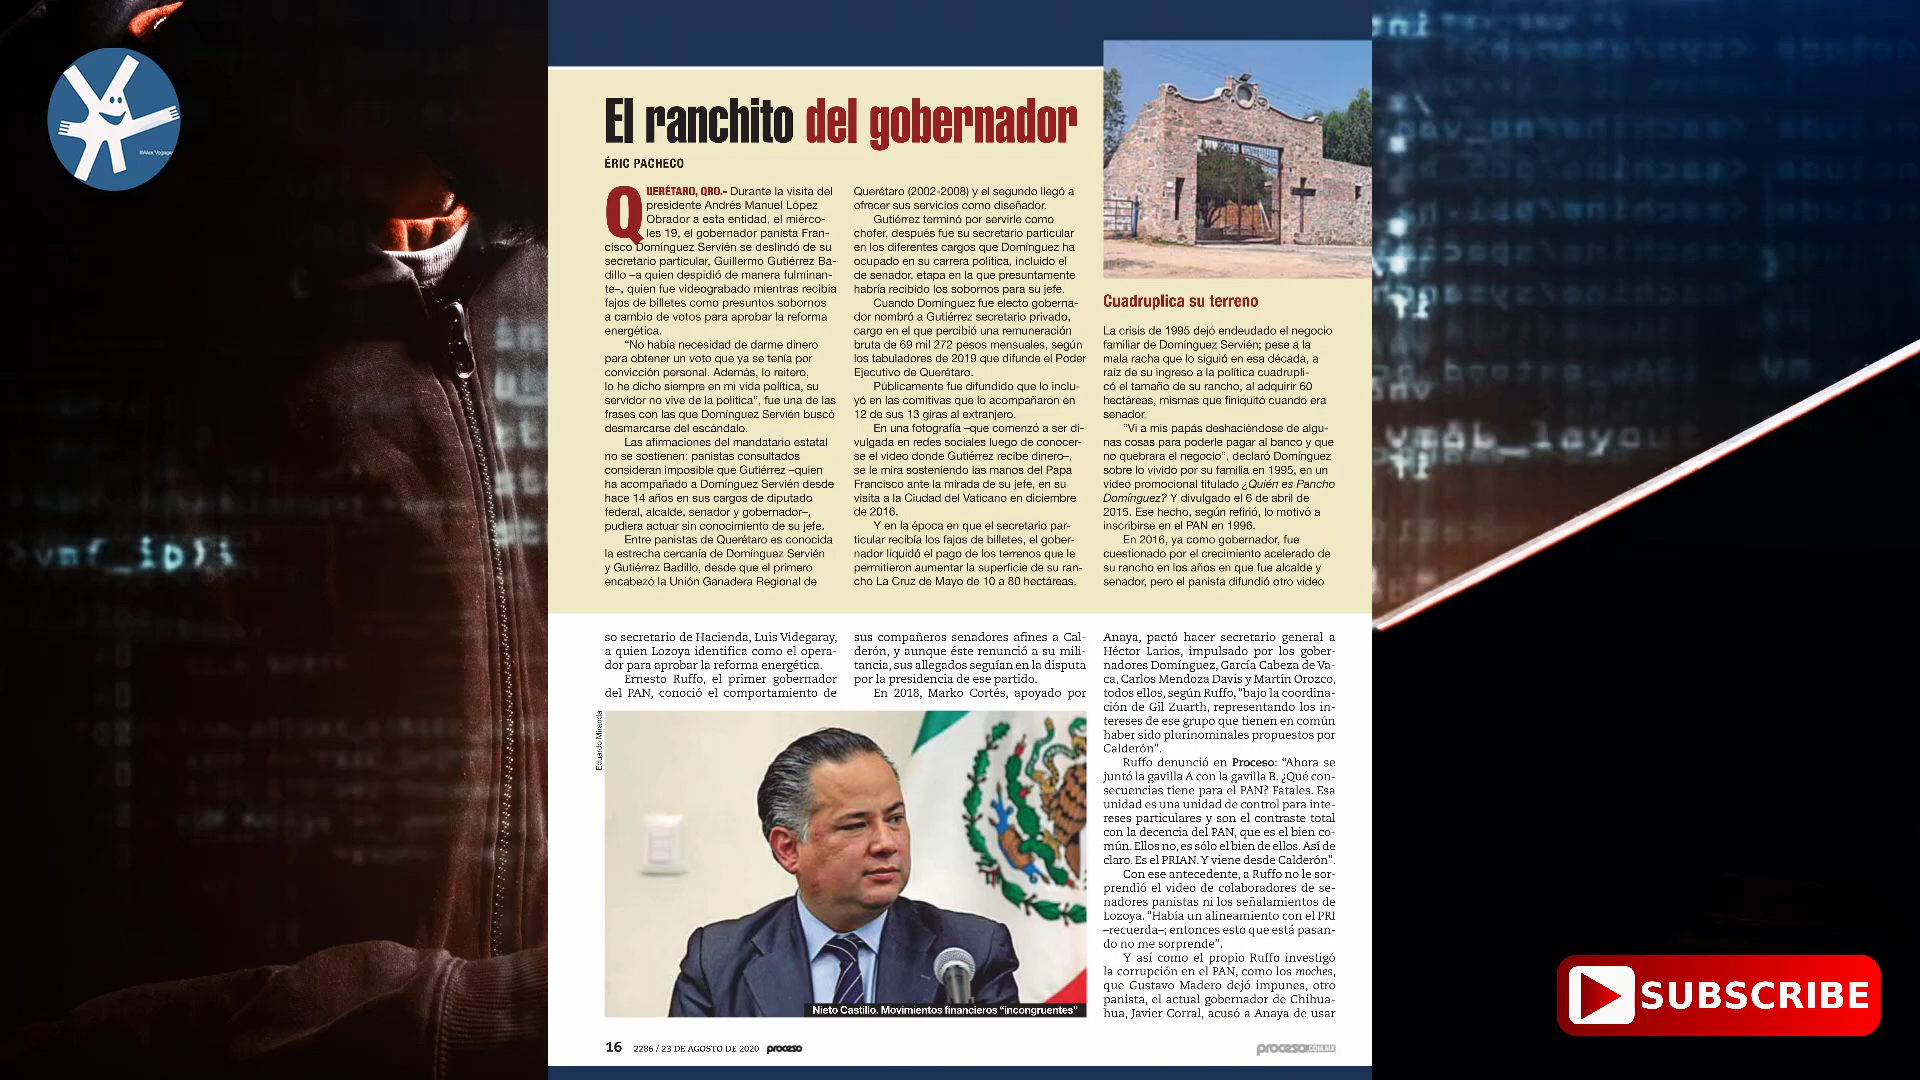 El ranchito del gobernador
ÉRIC PACHECO
QUERÉTARO, QRO.- Durante la visita del
presidente Andrés Manuel López
Obrador a esta entidad, el miérco-
les 19, el gobernador panista Fran-
cisco Domínguez Servién se deslindó de su
secretario particular, Guillermo Gutiérrez Ba-
dillo –a quien despidió de manera fulminan-
te–, quien fue videograbado mientras recibía
fajos de billetes como presuntos sobornos
a cambio de votos para aprobar la reforma
energética.
“No había necesidad de darme dinero
para obtener un voto que ya se tenía por
convicción personal. Además, lo reitero,
lo he dicho siempre en mi vida política, su
servidor no vive de la política”, fue una de las
frases con las que Domínguez Servién buscó
desmarcarse del escándalo.
Las afirmaciones del mandatario estatal
no se sostienen: panistas consultados
consideran imposible que Gutiérrez –quien
ha acompañado a Domínguez Servién desde
hace 14 años en sus cargos de diputado
federal, alcalde, senador y gobernador–,
pudiera actuar sin conocimiento de su jefe.
Entre panistas de Querétaro es conocida
la estrecha cercanía de Domínguez Servién
y Gutiérrez Badillo, desde que el primero
encabezó la Unión Ganadera Regional de
Querétaro (2002-2008) y el segundo llegó a
ofrecer sus servicios como diseñador.
Gutiérrez terminó por servirle como
chofer, después fue su secretario particular
en los diferentes cargos que Domínguez ha
ocupado en su carrera política, incluido el
de senador, etapa en la que presuntamente
habría recibido los sobornos para su jefe.
Cuando Domínguez fue electo goberna-
dor nombró a Gutiérrez secretario privado,
cargo en el que percibió una remuneración
bruta de 69 mil 272 pesos mensuales, según
los tabuladores de 2019 que difunde el Poder
Ejecutivo de Querétaro.
Públicamente fue difundido que lo inclu-
yó en las comitivas que lo acompañaron en
12 de sus 13 giras al extranjero.
En una fotografía –que comenzó a ser di-
vulgada en redes sociales luego de conocer-
se el video donde Gutiérrez recibe dinero–,
se le mira sosteniendo las manos del Papa
Francisco ante la mirada de su jefe, en su
visita a la Ciudad del Vaticano en diciembre
de 2016.
Y en la época en que el secretario par-
ticular recibía los fajos de billetes, el gober-
nador liquidó el pago de los terrenos que le
permitieron aumentar la superficie de su ran-
cho La Cruz de Mayo de 10 a 80 hectáreas.
Cuadruplica su terreno
La crisis de 1995 dejó endeudado el negocio
familiar de Domínguez Servién; pese a la
mala racha que lo siguió en esa década, a
raíz de su ingreso a la política cuadrupli-
có el tamaño de su rancho, al adquirir 60
hectáreas, mismas que finiquitó cuando era
senador.
“Vi a mis papás deshaciéndose de algu-
nas cosas para poderle pagar al banco y que
no quebrara el negocio”, declaró Domínguez
sobre lo vivido por su familia en 1995, en un
video promocional titulado ¿Quién es Pancho
Domínguez? Y divulgado el 6 de abril de
2015. Ese hecho, según refirió, lo motivó a
inscribirse en el PAN en 1996.
En 2016, ya como gobernador, fue
cuestionado por el crecimiento acelerado de
su rancho en los años en que fue alcalde y
senador, pero el panista difundió otro video
so secretario de Hacienda, Luis Videgaray,
a quien Lozoya identifica como el opera-
dor para aprobar la reforma energética.
Ernesto Ruffo, el primer gobernador
del PAN, conoció el comportamiento de
sus compañeros senadores afines a Cal-
derón, y aunque éste renunció a su mili-
tancia, sus allegados seguían en la disputa
por la presidencia de ese partido.
En 2018, Marko Cortés, apoyado por
Anaya, pactó hacer secretario general a
Héctor Larios, impulsado por los gober-
nadores Domínguez, García Cabeza de Va-
ca, Carlos Mendoza Davis y Martín Orozco,
todos ellos, según Ruffo, “bajo la coordina-
ción de Gil Zuarth, representando los in-
tereses de ese grupo que tienen en común
haber sido plurinominales propuestos por
Calderón”.
Ruffo denunció en Proceso: “Ahora se
juntó la gavilla A con la gavilla B. ¿Qué con-
secuencias tiene para el PAN? Fatales. Esa
unidad es una unidad de control para inte-
reses particulares y son el contraste total
con la decencia del PAN, que es el bien co-
mún. Ellos no, es sólo el bien de ellos. Así de
claro. Es el PRIAN. Y viene desde Calderón”.
Con ese antecedente, a Ruffo no le sor-
prendió el video de colaboradores de se-
nadores panistas ni los señalamientos de
Lozoya. “Había un alineamiento con el PRI
–recuerda–; entonces esto que está pasan-
do no me sorprende”.
Y así como el propio Ruffo investigó
la corrupción en el PAN, como los moches,
que Gustavo Madero dejó impunes, otro
panista, el actual gobernador de Chihua-
hua, Javier Corral, acusó a Anaya de usar
Eduardo Miranda
Nieto Castillo. Movimientos financieros “incongruentes”
16 2286 / 23 DE AGOSTO DE 2020 proceso
proceso.COM.MX
SUBSCRIBE
vmf_ip)i